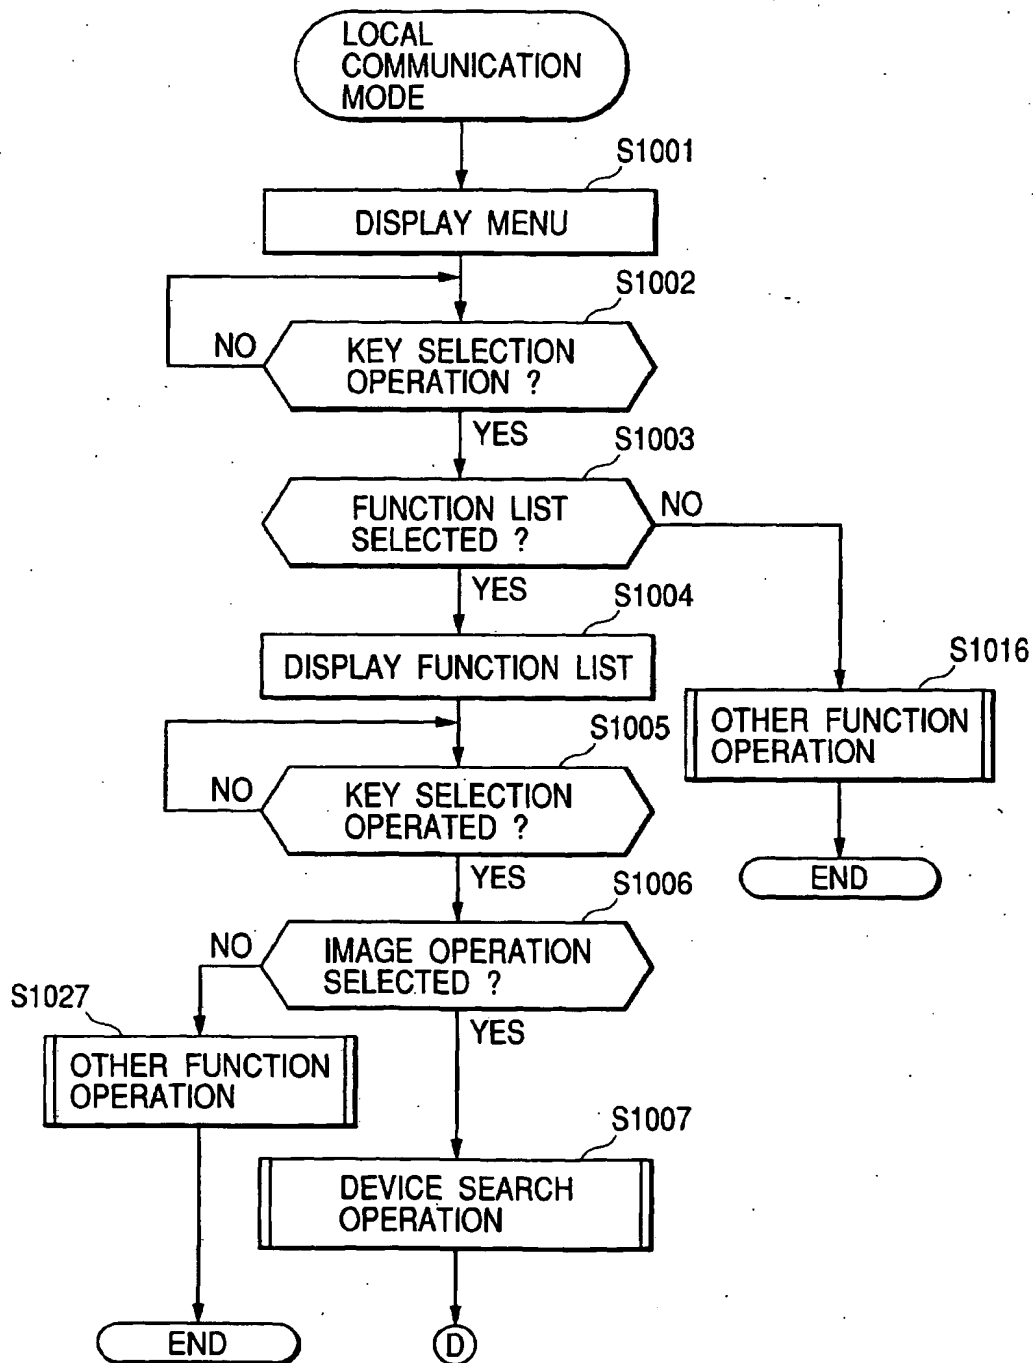 LOCAL
COMMUNICATION
MODE
S1001
DISPLAY MENU
S1002
NO
KEY SELECTION
OPERATION ?
YES
S1003
FUNCTION LIST
SELECTED ?
NO
YES
S1004
DISPLAY FUNCTION LIST
S1016
OTHER FUNCTION
OPERATION
S1005
NO
KEY SELECTION
OPERATED ?
END
YES
S1006
NO
IMAGE OPERATION
SELECTED ?
S1027
YES
OTHER FUNCTION
OPERATION
S1007
DEVICE SEARCH
OPERATION
END
D